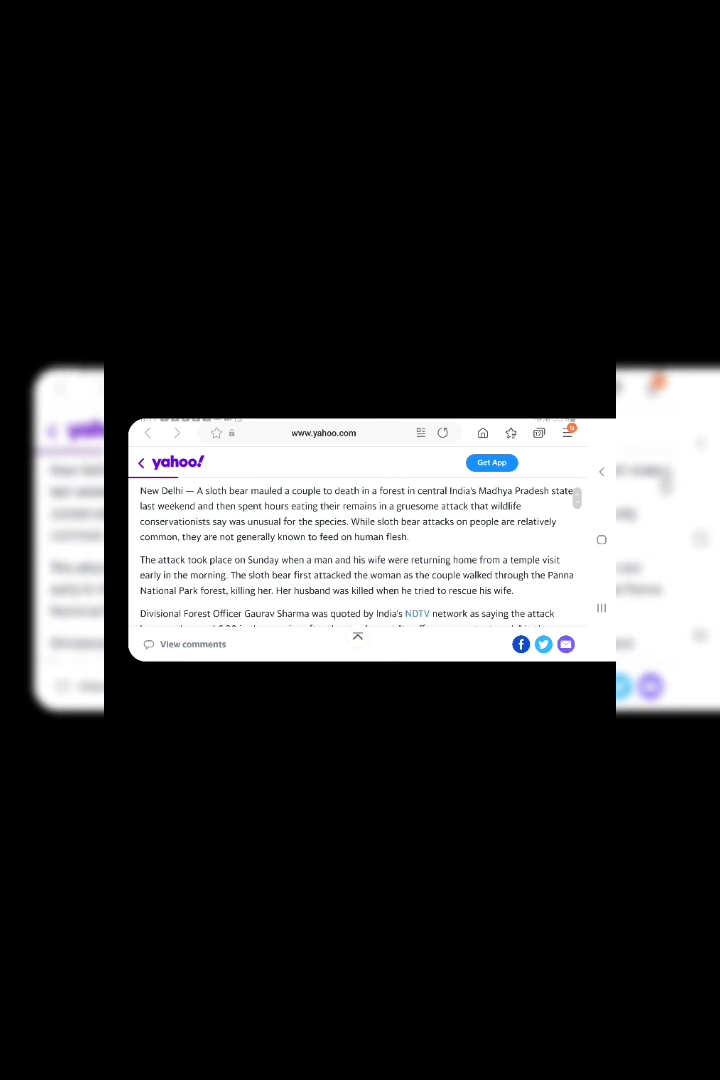 www.yahoo.com
N
yahoo!
Get App
New Delhi — A sloth bear mauled a couple to death in a forest in central India's Madhya Pradesh state
last weekend and then spent hours eating their remains in a gruesome attack that wildlife
conservationists say was unusual for the species. While sloth bear attacks on people are relatively
common, they are not generally known to feed on human flesh.
The attack took place on Sunday when a man and his wife were returning home from a temple visit
early in the morning. The sloth bear first attacked the woman as the couple walked through the Panna
National Park forest, killing her. Her husband was killed when he tried to rescue his wife.
Divisional Forest Officer Gaurav Sharma was quoted by India's NDTV network as saying the attack
View comments